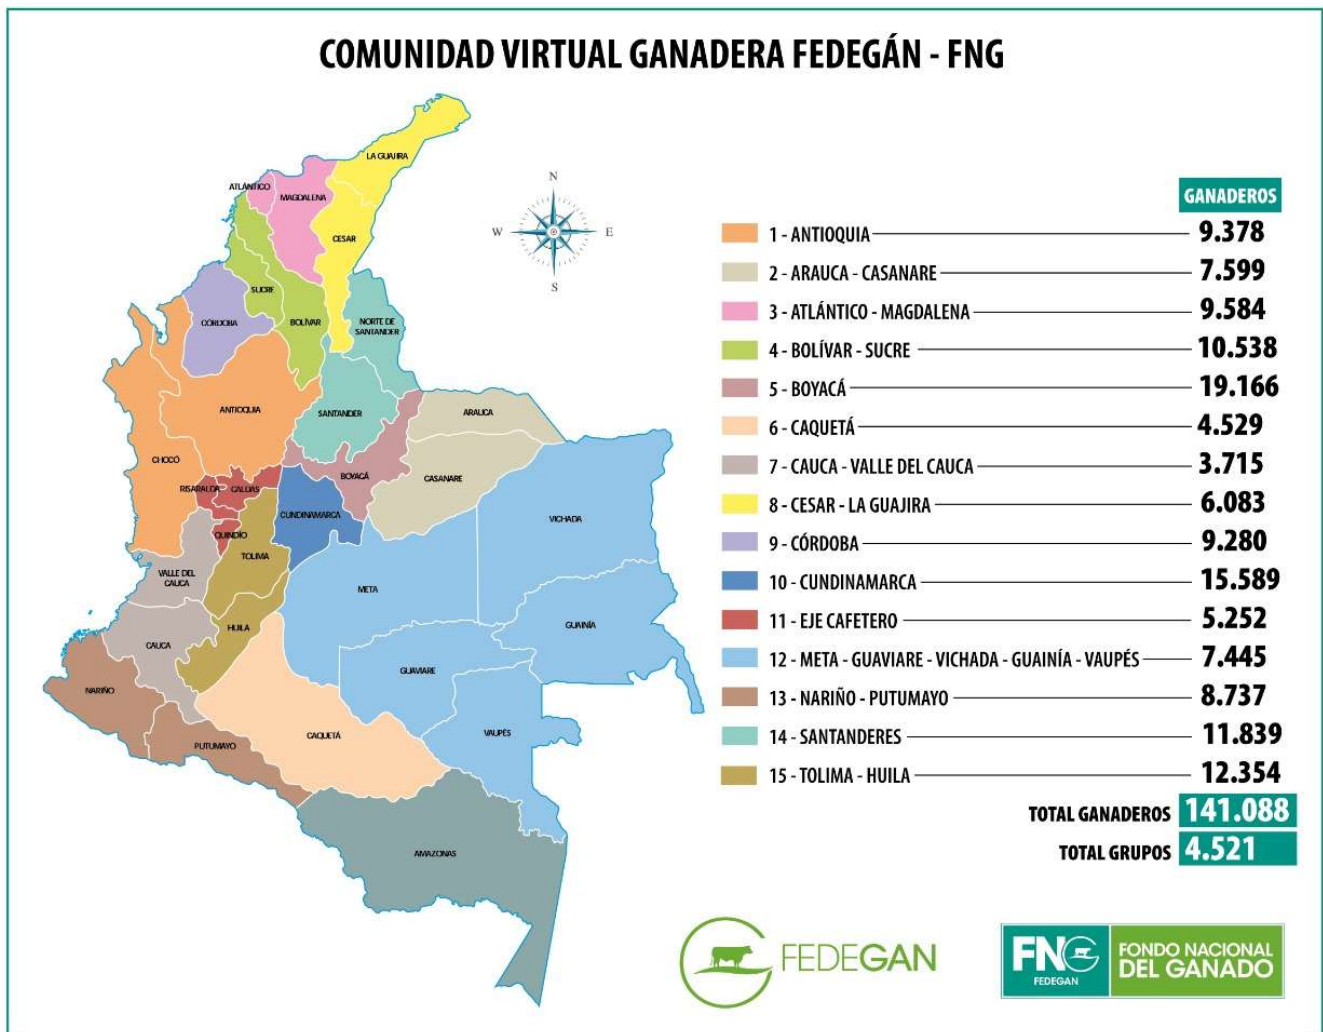 COMUNIDAD VIRTUAL GANADERA FEDEGÁN - FNG
LA GUAJIRA
ATLÁNTICO
MAGDALENA
CESAR
SUCRE
CÓRDOBA
BOLÍVAR
NORTE DE
SANTANDER
ANTIOQUIA
SANTANDER
ARAUCA
CHOCÓ
BOYACÁ
CASANARE
RISARALDA
CALDAS
CUNDINAMARCA
VICHADA
QUINDÍO
TOLIMA
VALLE DEL
CAUCA
META
HUILA
GUAINÍA
CAUCA
GUAVIARE
NARIÑO
VAUPÉS
CAQUETÁ
PUTUMAYO
AMAZONAS
N
W E
S
GANADEROS
1 - ANTIOQUIA 9.378
2 - ARAUCA - CASANARE 7.599
3 - ATLÁNTICO - MAGDALENA 9.584
4 - BOLÍVAR - SUCRE 10.538
5 - BOYACÁ 19.166
6 - CAQUETÁ 4.529
7 - CAUCA - VALLE DEL CAUCA 3.715
8 - CESAR - LA GUAJIRA 6.083
9 - CÓRDOBA 9.280
10 - CUNDINAMARCA 15.589
11 - EJE CAFETERO 5.252
12 - META - GUAVIARE - VICHADA - GUAINÍA - VAUPÉS 7.445
13 - NARIÑO - PUTUMAYO 8.737
14 - SANTANDERES 11.839
15 - TOLIMA - HUILA 12.354
TOTAL GANADEROS 141.088
TOTAL GRUPOS 4.521
FEDEGAN
FNG
FEDEGAN
FONDO NACIONAL
DEL GANADO